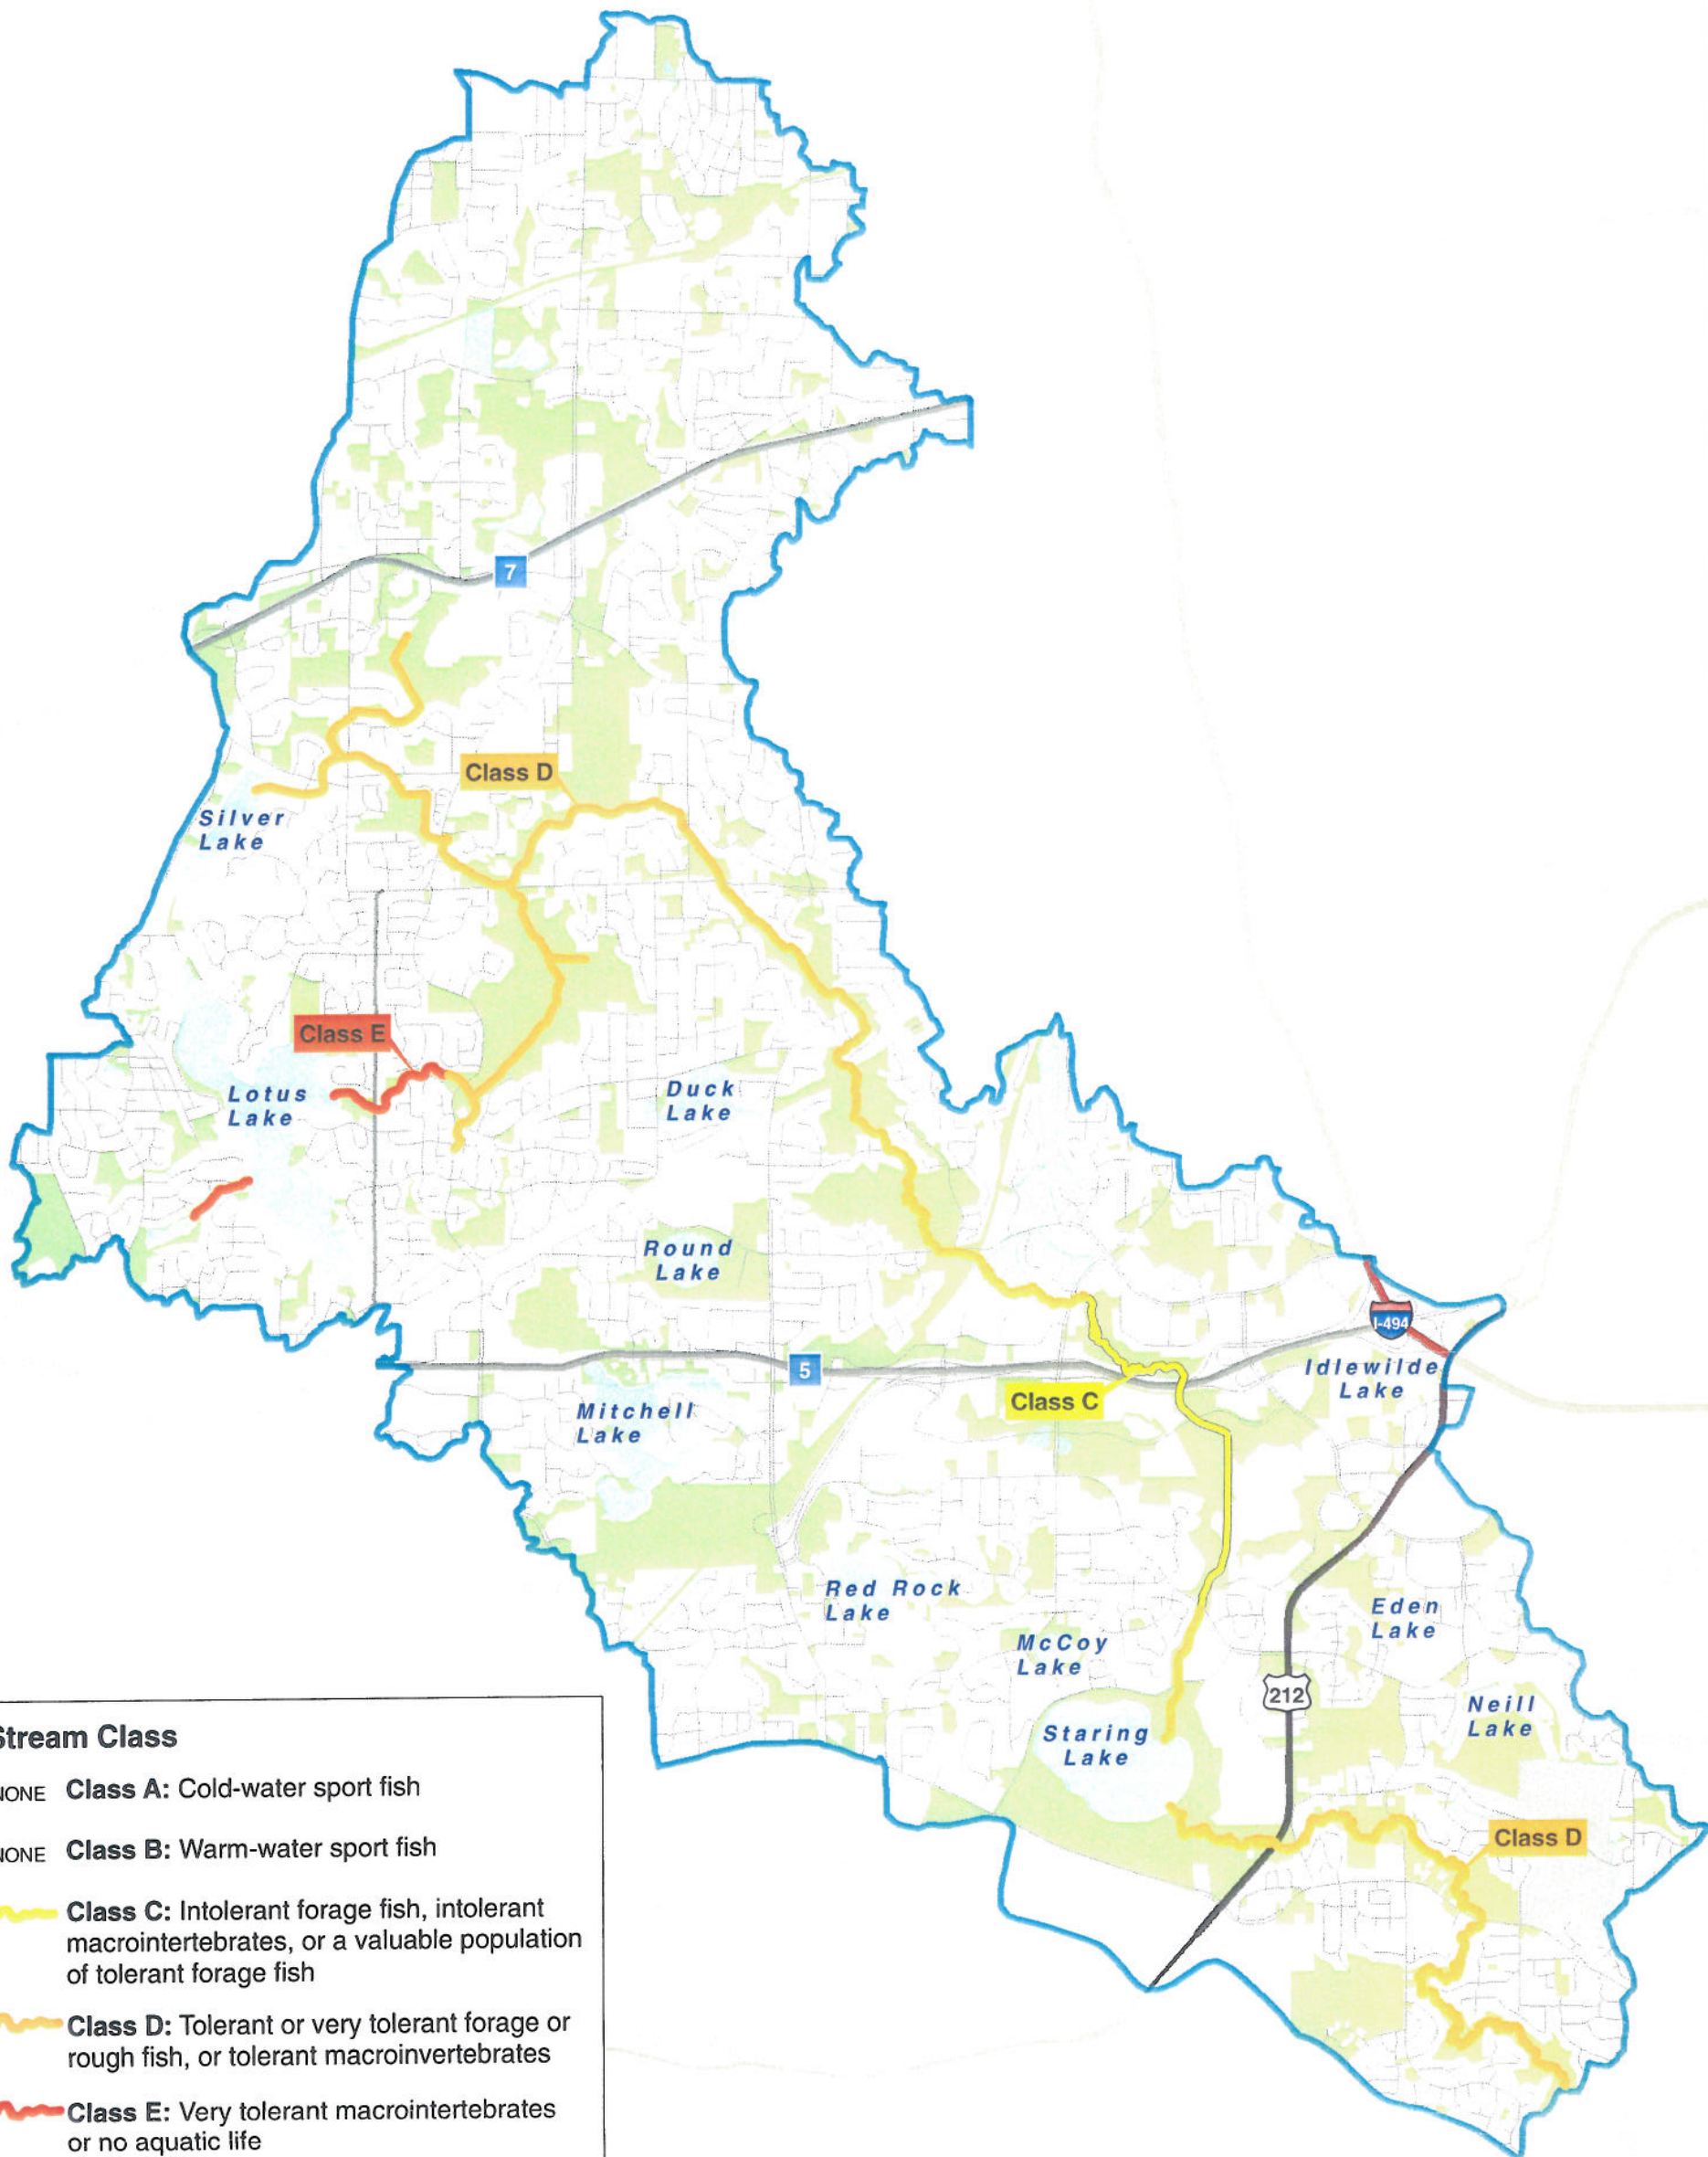 7
Class D
Silver
Lake
Class E
Lotus
Lake
Duck
Lake
Round
Lake
I-494
Idlewilde
Lake
5
Class C
Mitchell
Lake
Red Rock
Lake
Eden
Lake
McCoy
Lake
212
Neill
Lake
Staring
Lake
Class D
Stream Class
NONE Class A: Cold-water sport fish
NONE Class B: Warm-water sport fish
Class C: Intolerant forage fish, intolerant
macrointertebrates, or a valuable population
of tolerant forage fish
Class D: Tolerant or very tolerant forage or
rough fish, or tolerant macroinvertebrates
Class E: Very tolerant macrointertebrates
or no aquatic life